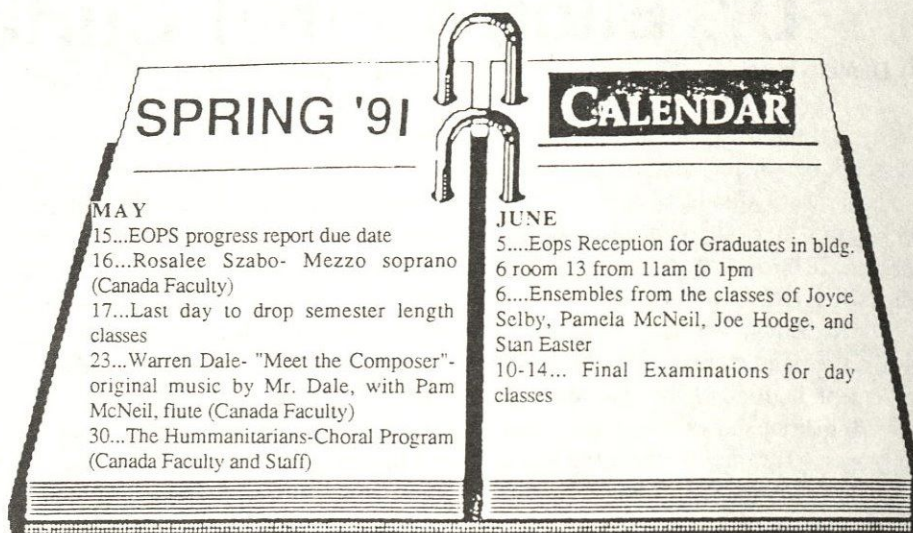 SPRING '91
MAY
15...EOPS progress report due date
16...Rosalee Szabo- Mezzo soprano
(Canada Faculty)
17...Last day to drop semester length
classes
23...Warren Dale- "Meet the Composer"-
original music by Mr. Dale, with Pam
McNeil, flute (Canada Faculty)
30...The Hummanitarians-Choral Program
(Canada Faculty and Staff)
CALENDAR
JUNE
5....Eops Reception for Graduates in bldg.
6 room 13 from 11am to 1pm
6....Ensembles from the classes of Joyce
Selby, Pamela McNeil, Joe Hodge, and
Stan Easter
10-14... Final Examinations for day
classes